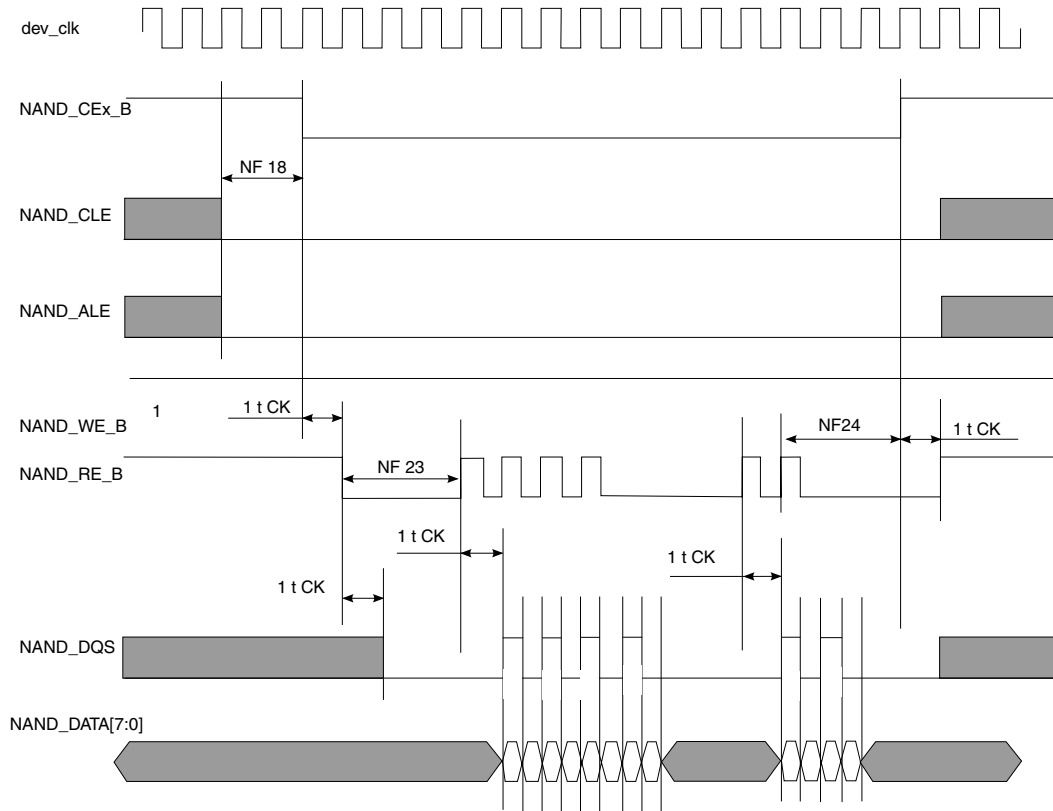 dev_clk
NAND_CEx_B
NF 18
NAND_CLE
NAND_ALE
1
1 t CK
NAND_WE_B
NF24
1 t CK
NF 23
NAND_RE_B
1 t CK
1 t CK
1 t CK
NAND_DQS
NAND_DATA[7:0]